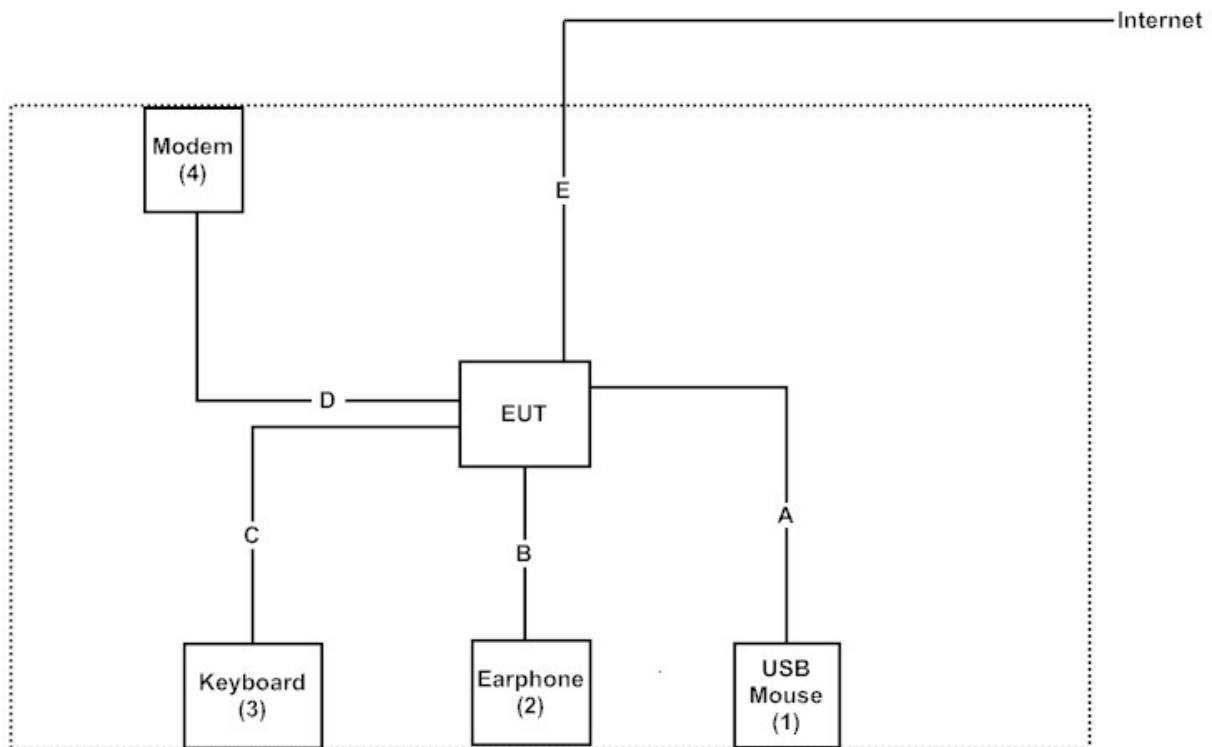 Internet
Modem
(4)
E
D
EUT
C
B
A
Keyboard
(3)
Earphone
(2)
USB
Mouse
(1)